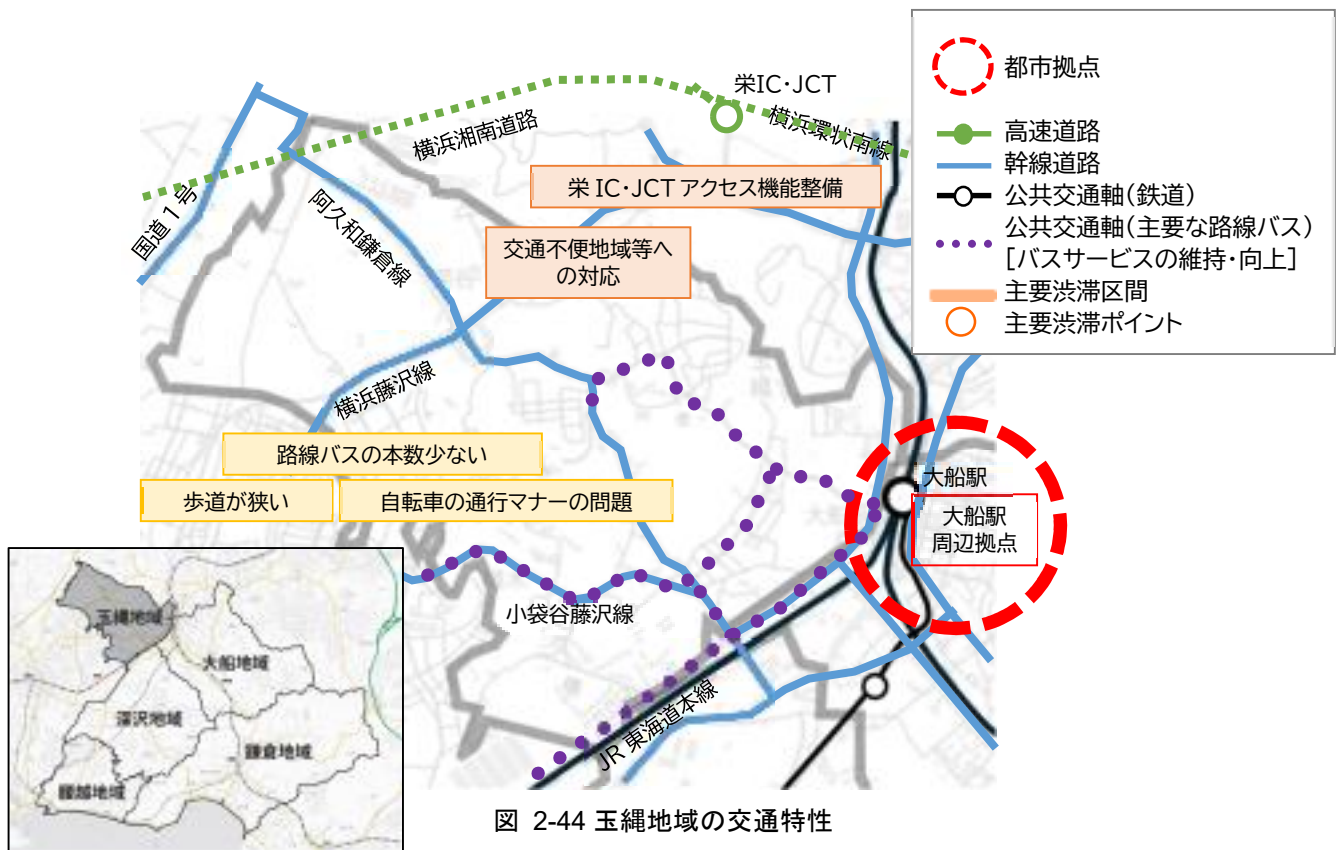 都市拠点
高速道路
幹線道路
公共交通軸(鉄道)
公共交通軸(主要な路線バス)
[バスサービスの維持・向上]
主要渋滞区間
主要渋滞ポイント
栄IC・JCT
横浜湘南道路
横浜環状南線
国道1号
阿久和鎌倉線
栄 IC・JCT アクセス機能整備
交通不便地域等へ
の対応
横浜藤沢線
路線バスの本数少ない
歩道が狭い
自転車の通行マナーの問題
大船駅
大船駅
周辺拠点
小袋谷藤沢線
JR 東海道本線
玉縄地域
大船地域
深沢地域
鎌倉地域
腰越地域
図 2-44 玉縄地域の交通特性